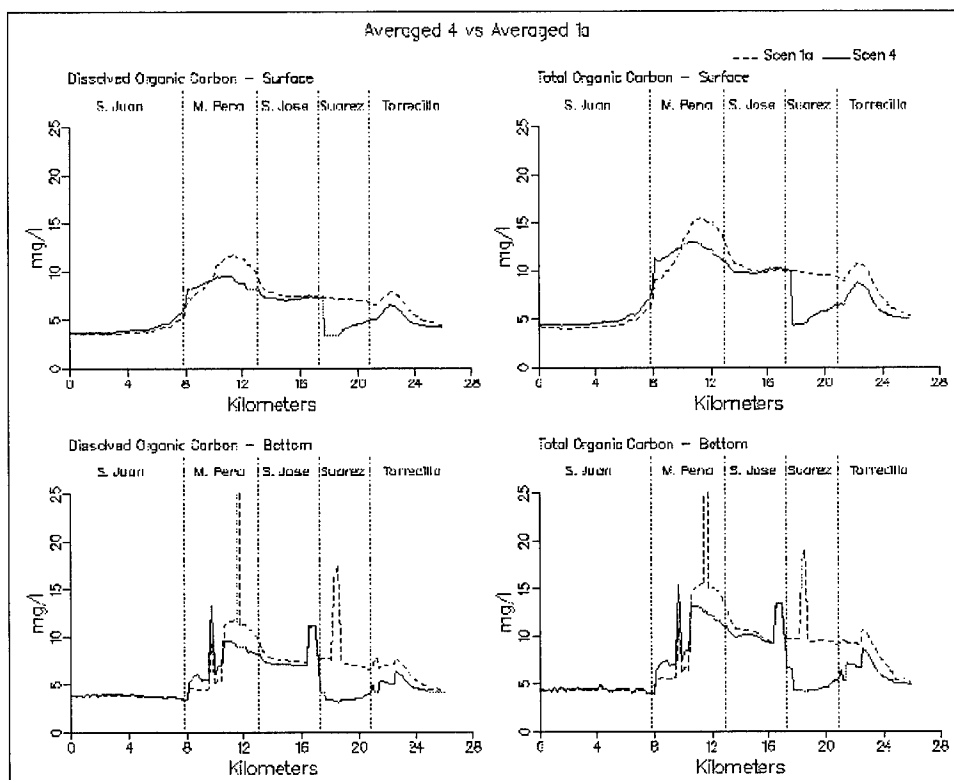 Averaged 4 vs Averaged 1a
Scen 1a
Scen 4
Dissolved Organic Carbon - Surface
S. Juan
M. Pena
S. Jose
Suarez
Torrecilla
25
20
15
10
5
0
mg/l
0
8
12
16
20
24
28
Kilometers
Total Organic Carbon - Surface
S. Juan
M. Pena
S. Jose
Suarez
Torrecilla
25
20
15
10
5
0
mg/l
0
8
12
16
20
24
28
Kilometers
Dissolved Organic Carbon - Bottom
S. Juan
M. Pena
S. Jose
Suarez
Torrecilla
25
20
15
10
5
0
mg/l
0
8
12
16
20
24
28
Kilometers
Total Organic Carbon - Bottom
S. Juan
M. Pena
S. Jose
Suarez
Torrecilla
25
20
15
10
5
0
mg/l
0
8
12
16
20
24
28
Kilometers